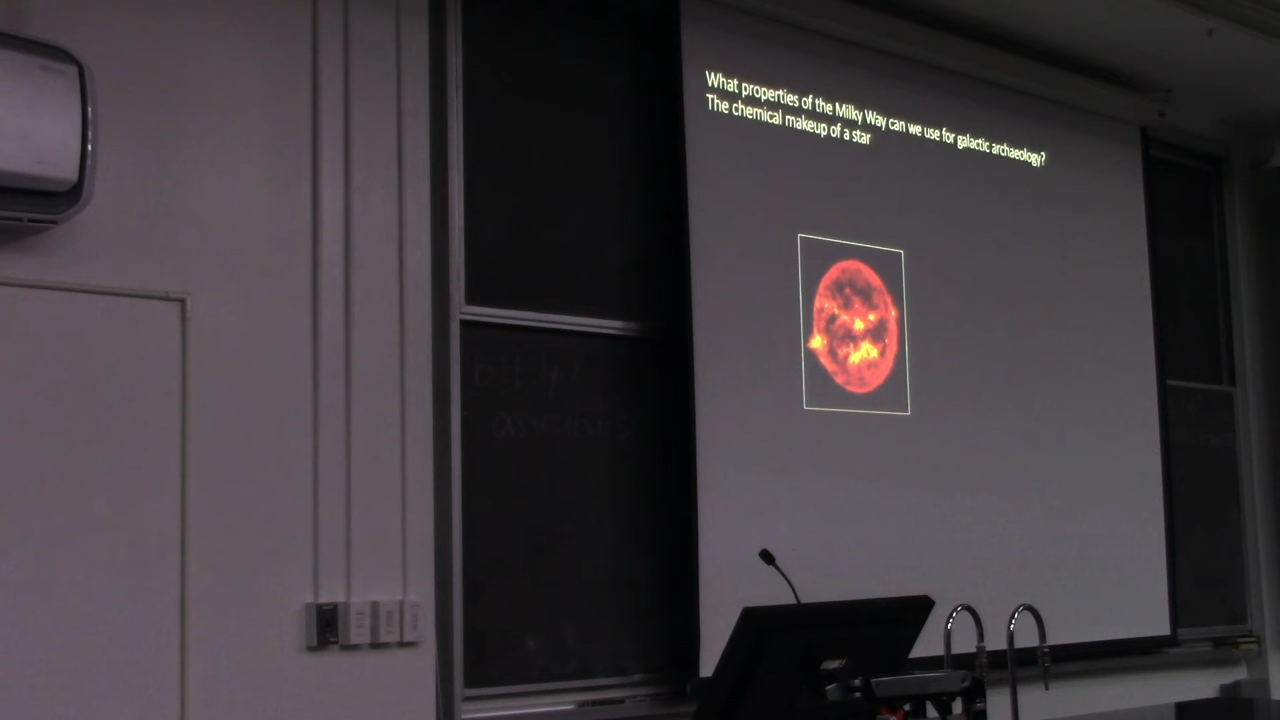 What properties of the Milky Way can we use for galactic archaeology?
The chemical makeup of a star